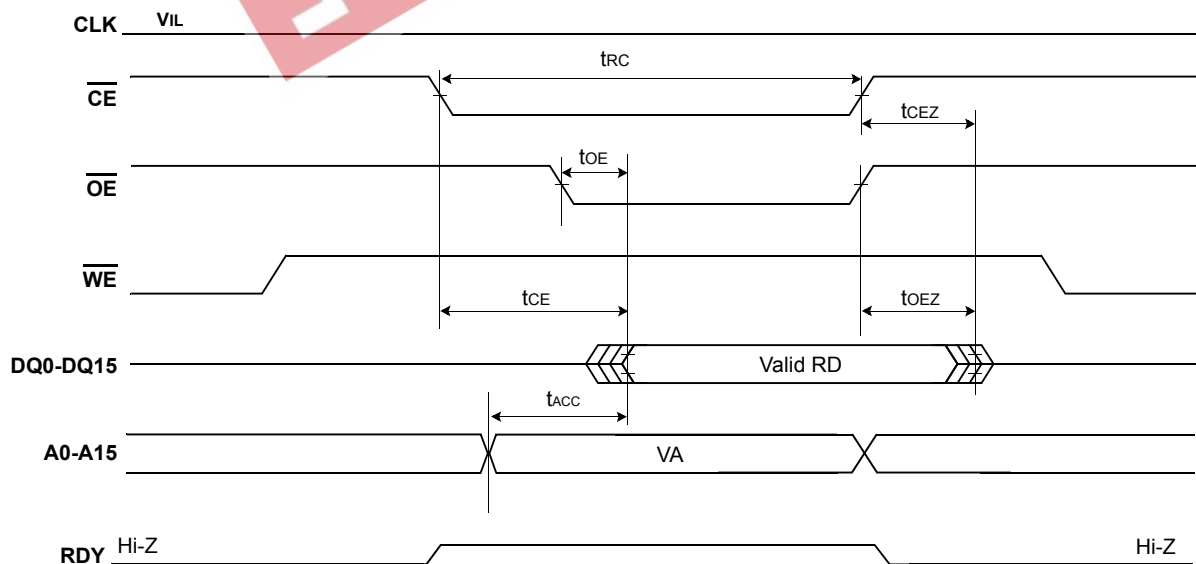 CLK VIL
tRC
CE
tCEZ
tOE
OE
WE
tCE
tOEZ
DQ0-DQ15 Valid RD
tACC
A0-A15 VA
RDY Hi-Z Hi-Z